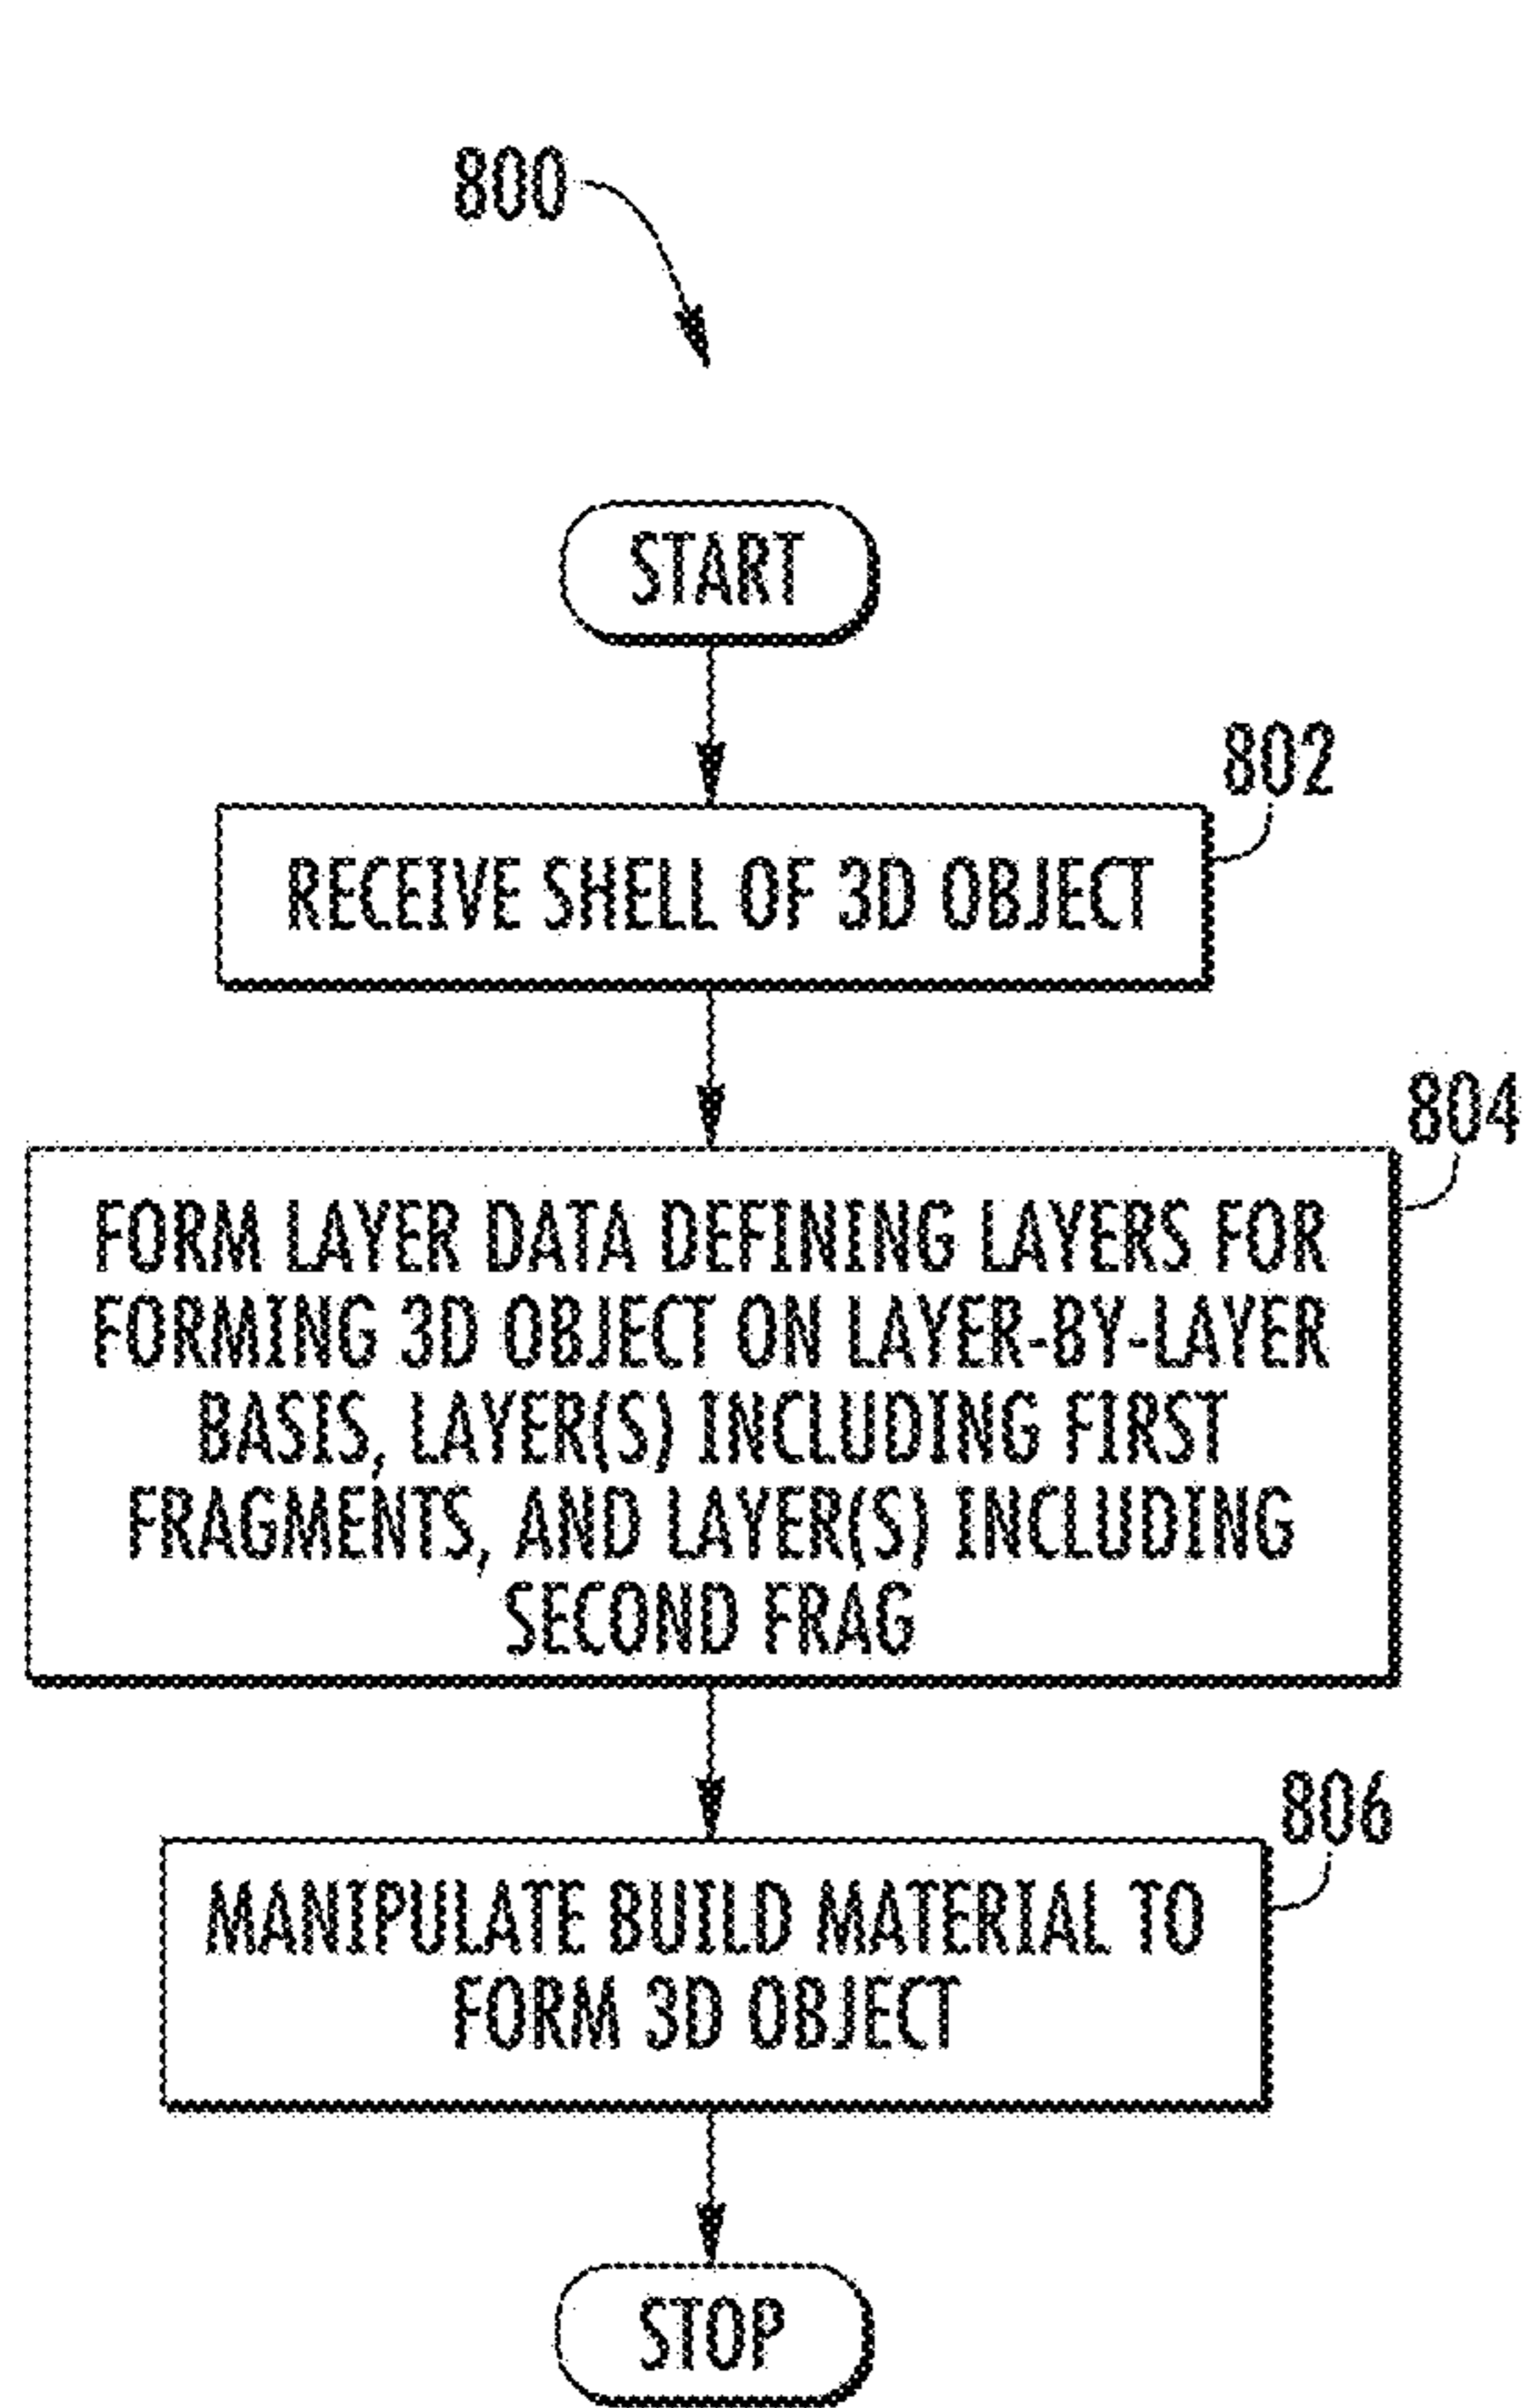 800
START
802
RECEIVE SHELL OF 3D OBJECT
804
FORM LAYER DATA DEFINING LAYERS FOR
FORMING 3D OBJECT ON LAYER-BY-LAYER
BASIS, LAYER(S) INCLUDING FIRST
FRAGMENTS, AND LAYER(S) INCLUDING
SECOND FRAG
806
MANIPULATE BUILD MATERIAL TO
FORM 3D OBJECT
STOP